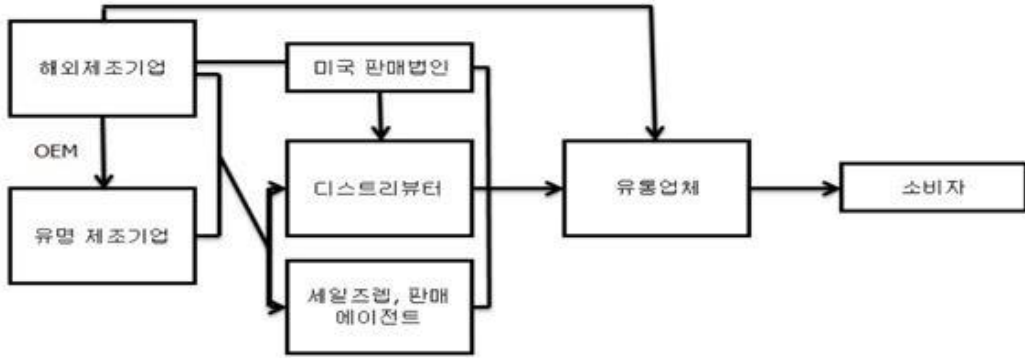 해외제조기업
미국 판매법인
OEM
디스트리뷰터
유통업체
소비자
유명 제조기업
세일즈렙, 판매
에이전트